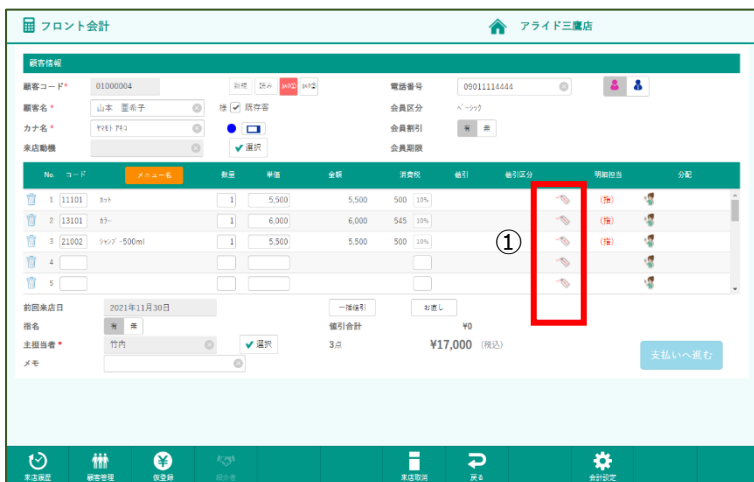 フロント会計 アライド三鷹店
顧客情報
顧客コード* 01000004 新規 読み 電話番号 09011114444
顧客名* 山本 亜希子 様 既存客 会員区分 ベーシック
カナ名* ﾔﾏﾓﾄ ｱｷｺ 会員割引 有 無
来店動機 選択 会員期限
No. コード メニュー名 数量 単価 金額 消費税 値引 値引区分 明細担当 分配
1 11101 ｶｯﾄ 1 5,500 5,500 500 10% (指)
2 13101 ｶﾗｰ 1 6,000 6,000 545 10% (指)
3 21002 ｼｬﾝﾌﾟｰ500ml 1 5,500 5,500 500 10% (指)
4
5
①
前回来店日 2021年11月30日 一括値引 お直し
指名 有 無 値引合計 ¥0
主担当者* 竹内 選択 3点 ¥17,000 (税込)
メモ
支払いへ進む
来店履歴 顧客管理 仮登録 紹介者 来店取消 戻る 会計設定